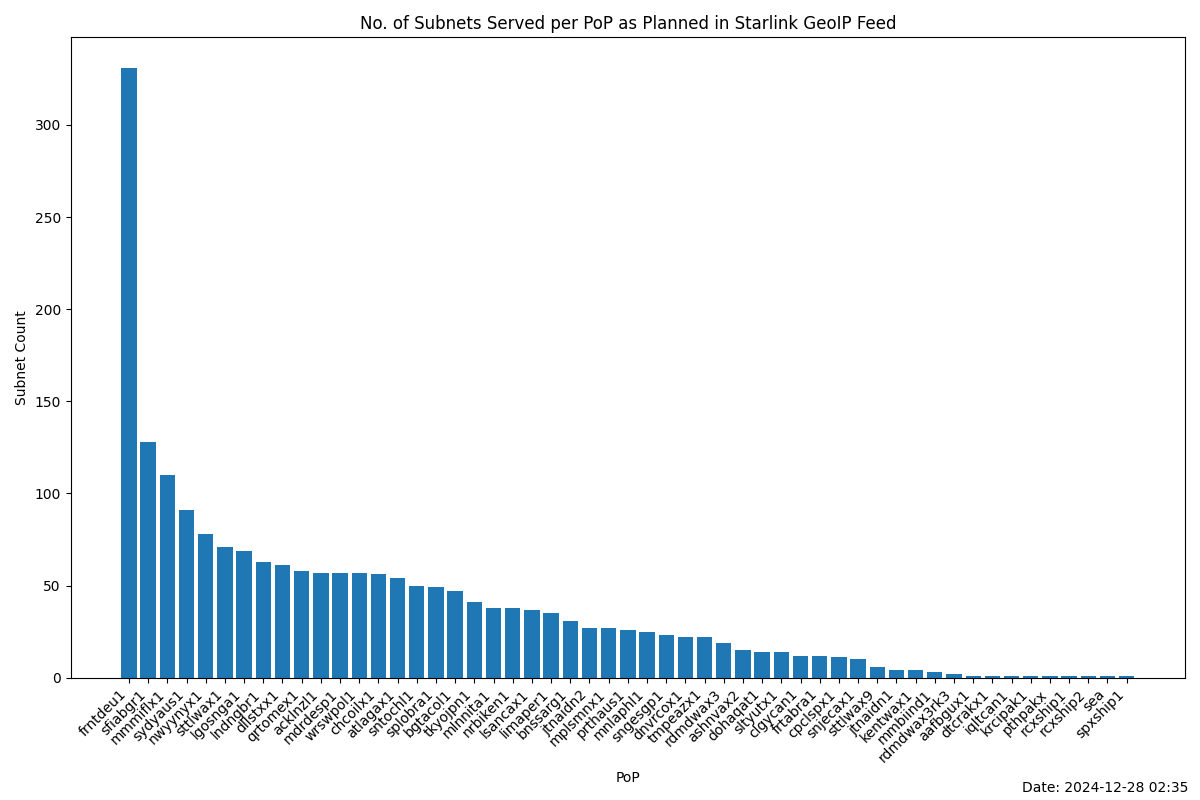 No. of Subnets Served per PoP as Planned in Starlink GeoIP Feed
Subnet Count
300
250
200
150
100
50
0
frntdeu1
sfiabgr1
mmmiflx1
sydyaus1
nwyynyx1
sttlwax1
lgosnga1
lndngbr1
dllstxx1
qrtomex1
acklnzl1
mdrdesp1
wrswpol1
chcoilx1
atlagax1
sntochl1
splobra1
bgtacol1
tkyojpn1
mlnnita1
nrbiken1
lsancax1
limaper1
bnssarg1
jtnaldn2
mplsmnx1
prthaus1
mnlaphl1
sngesgp1
dnvrcox1
tmpeazx1
rdmdwax3
ashnvax2
dohaqat1
sltyutx1
clgycan1
frtabra1
cpclspx1
snjecax1
sttlwax9
jtnaldn1
kentwax1
mmbiind1
rdmdwax3rk3
aafbgux1
dtcrakx1
iqltcan1
krcipak1
pthpakx
rcxship1
rcxship2
sea
spxship1
PoP
Date: 2024-12-28 02:35